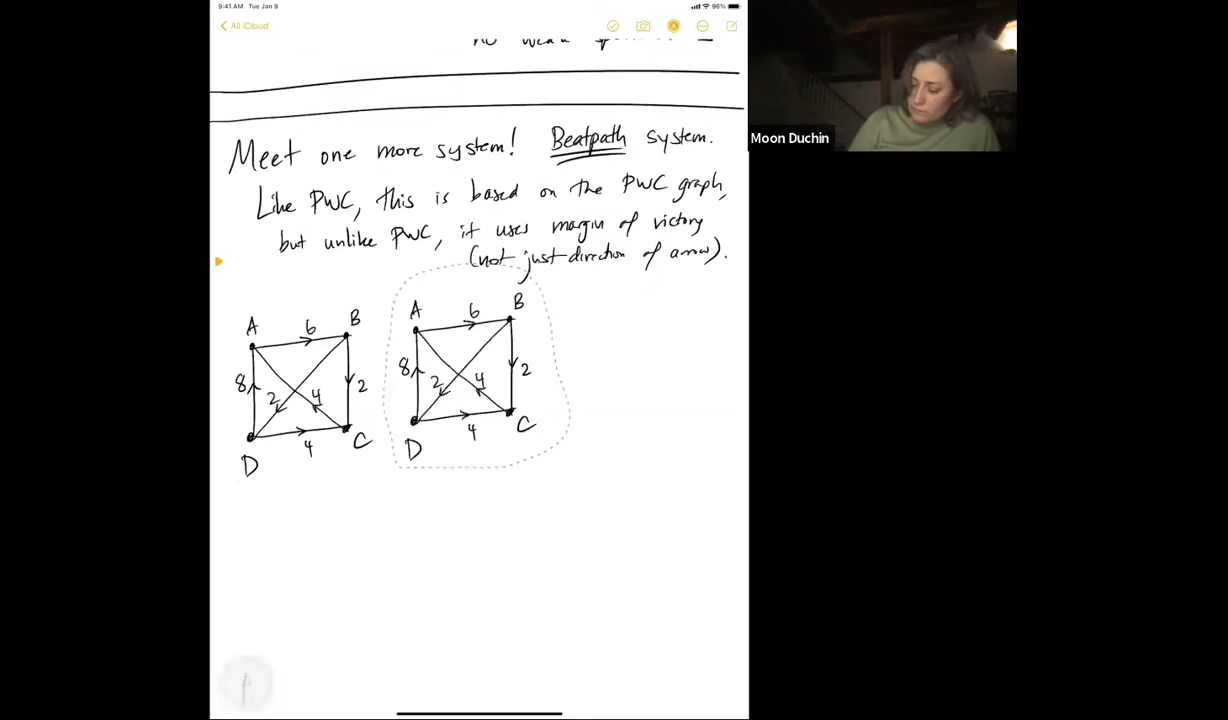 9:41 AM Tue Jan 9
96%
All iCloud
Meet one more system! Beatpath system.
Like PWC, this is based on the PWC graph,
but unlike PWC, it uses margin of victory
(not just direction of arrow).
A 6 B
8 2 4 2
D 4 C
A 6 B
8 2 4 2
D 4 C
Moon Duchin